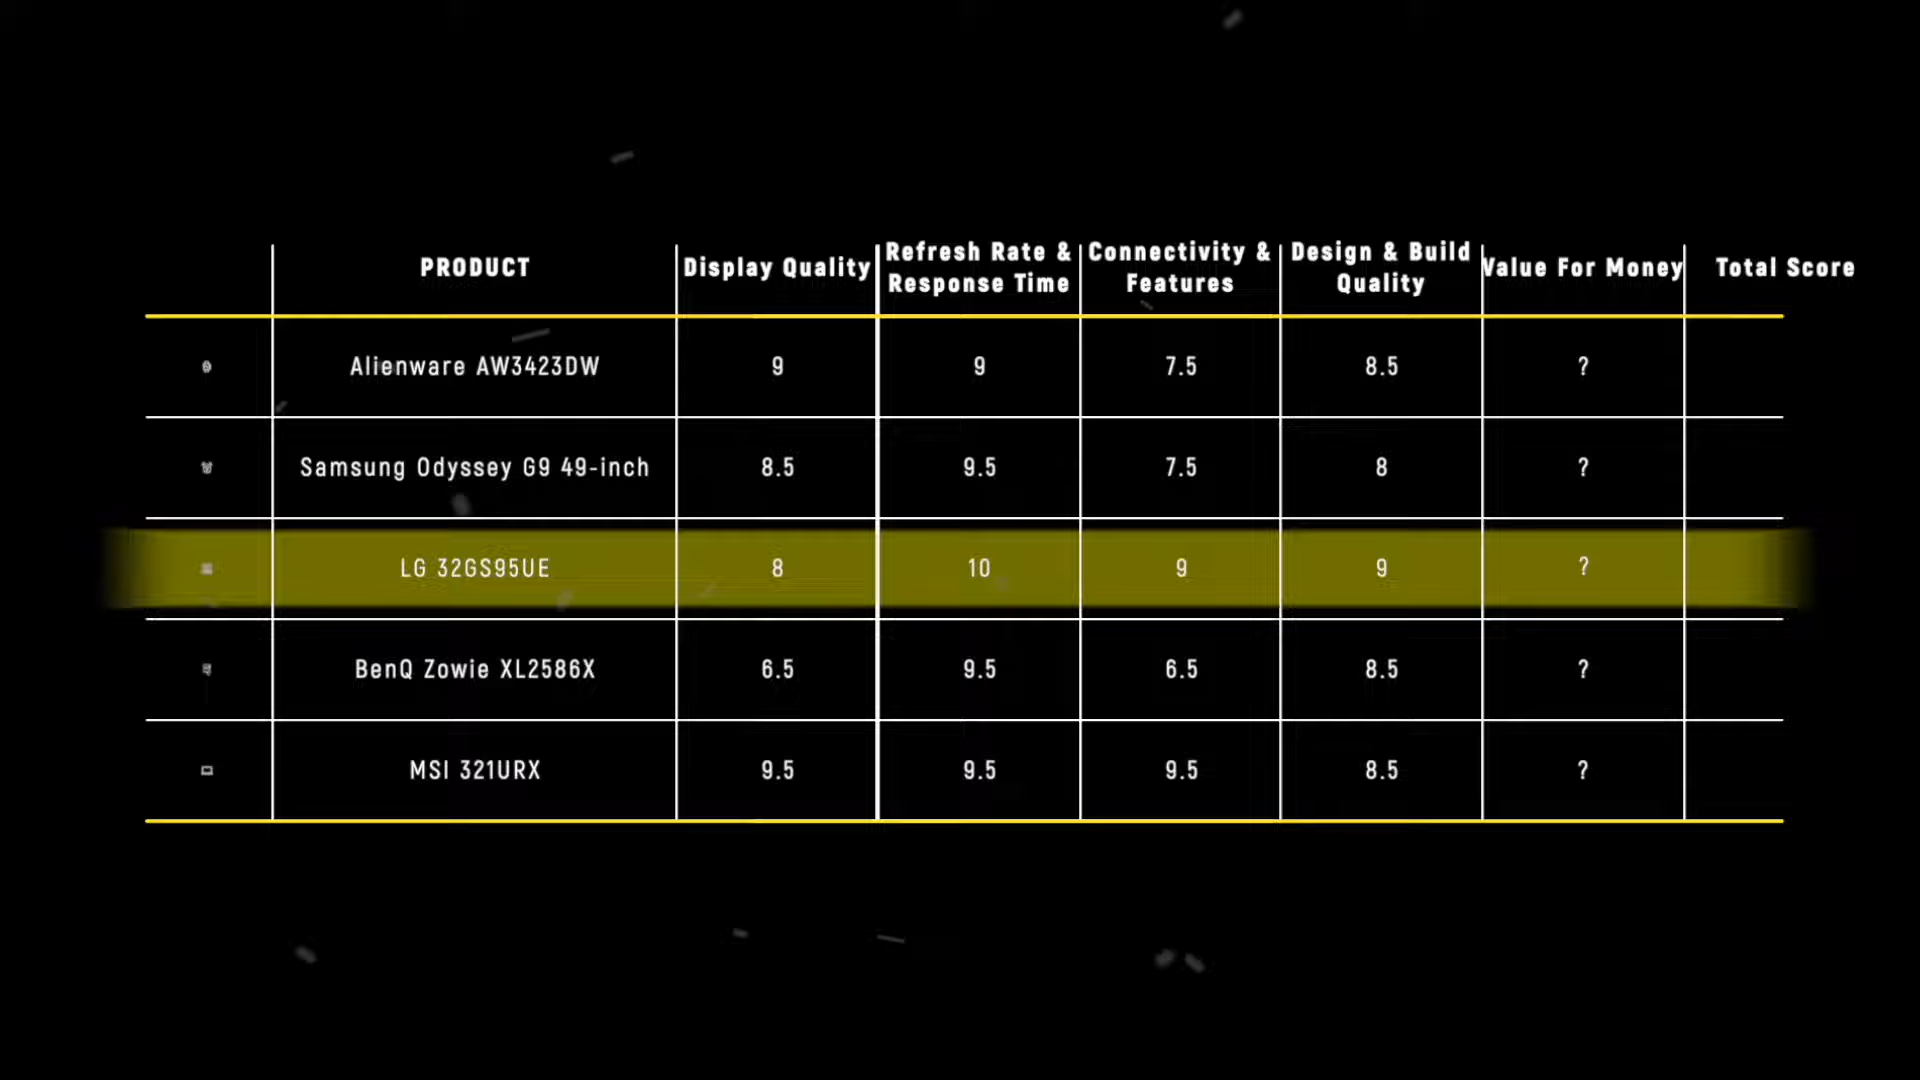 PRODUCT Display Quality Refresh Rate & Response Time Connectivity & Features Design & Build Quality Value For Money Total Score
Alienware AW3423DW 9 9 7.5 8.5 ?
Samsung Odyssey G9 49-inch 8.5 9.5 7.5 8 ?
LG 32GS95UE 8 10 9 9 ?
BenQ Zowie XL2586X 6.5 9.5 6.5 8.5 ?
MSI 321URX 9.5 9.5 9.5 8.5 ?